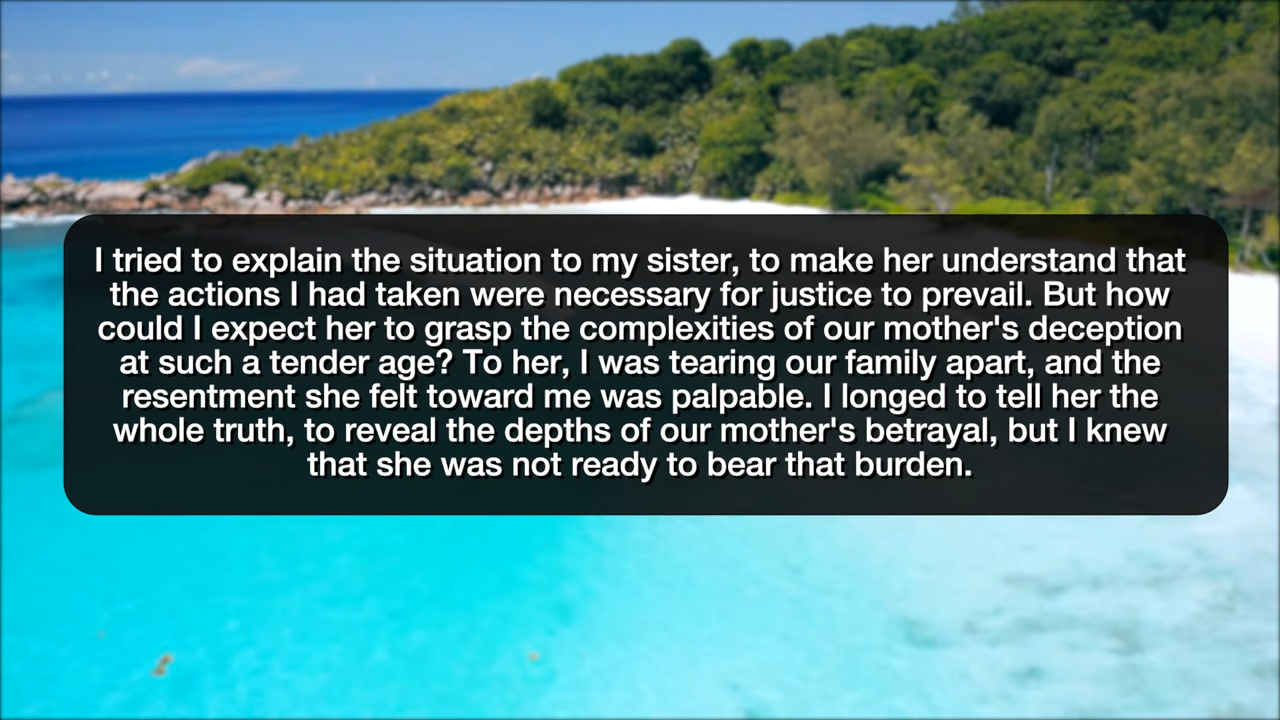 I tried to explain the situation to my sister, to make her understand that
the actions I had taken were necessary for justice to prevail. But how
could I expect her to grasp the complexities of our mother's deception
at such a tender age? To her, I was tearing our family apart, and the
resentment she felt toward me was palpable. I longed to tell her the
whole truth, to reveal the depths of our mother's betrayal, but I knew
that she was not ready to bear that burden.